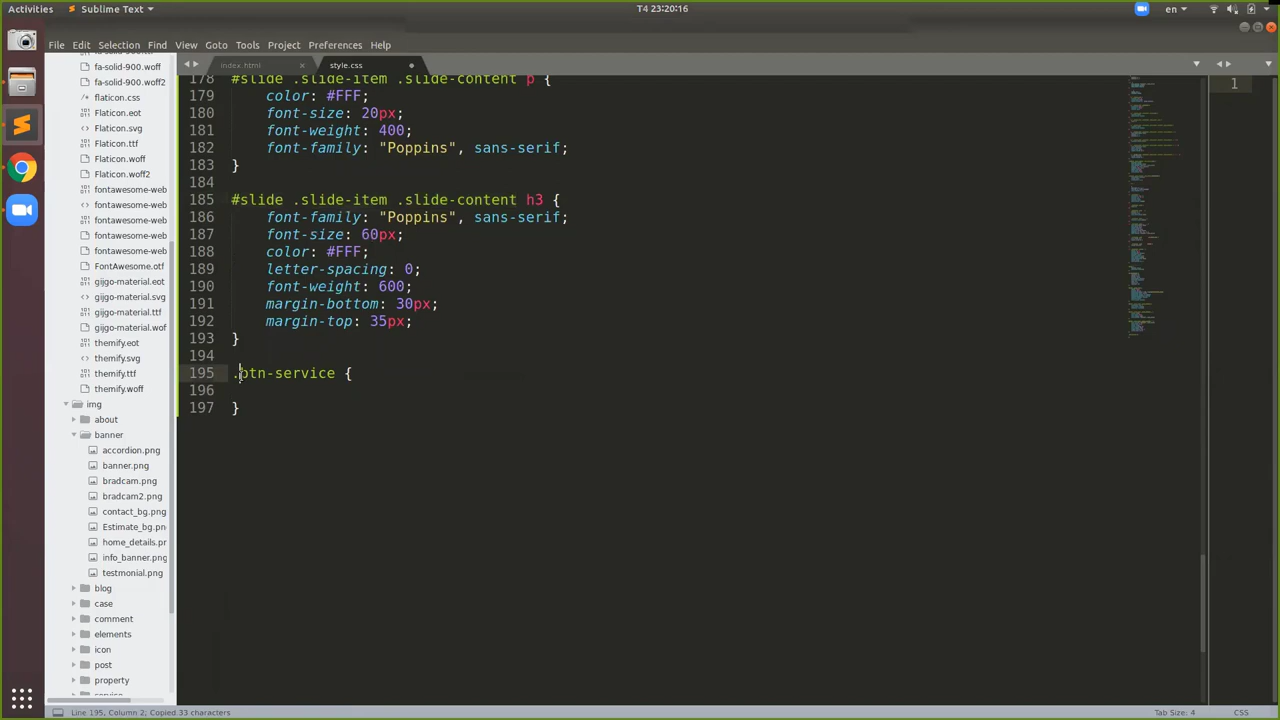 Activities
Sublime Text
T4 20:20:16
en
File Edit Selection Find View Goto Tools Project Preferences Help
index.html
style.css
fa-solid-900.woff
fa-solid-900.woff2
flaticon.css
Flaticon.eot
Flaticon.svg
Flaticon.ttf
Flaticon.woff
Flaticon.woff2
fontawesome-web
fontawesome-web
fontawesome-web
fontawesome-web
fontawesome-web
FontAwesome.otf
gijgo-material.eot
gijgo-material.svg
gijgo-material.ttf
gijgo-material.wof
themify.eot
themify.svg
themify.ttf
themify.woff
img
about
banner
accordion.png
banner.png
bradcam.png
bradcam2.png
contact_bg.png
Estimate_bg.pn
home_details.pr
info_banner.png
testmonial.png
blog
case
comment
elements
icon
post
property
178 #slide .slide-item .slide-content p {
179 color: #FFF;
180 font-size: 20px;
181 font-weight: 400;
182 font-family: "Poppins", sans-serif;
183 }
184
185 #slide .slide-item .slide-content h3 {
186 font-family: "Poppins", sans-serif;
187 font-size: 60px;
188 color: #FFF;
189 letter-spacing: 0;
190 font-weight: 600;
191 margin-bottom: 30px;
192 margin-top: 35px;
193 }
194
195 .btn-service {
196
197 }
1
Line 195, Column 2; Copied 33 characters
Tab Size: 4
CSS